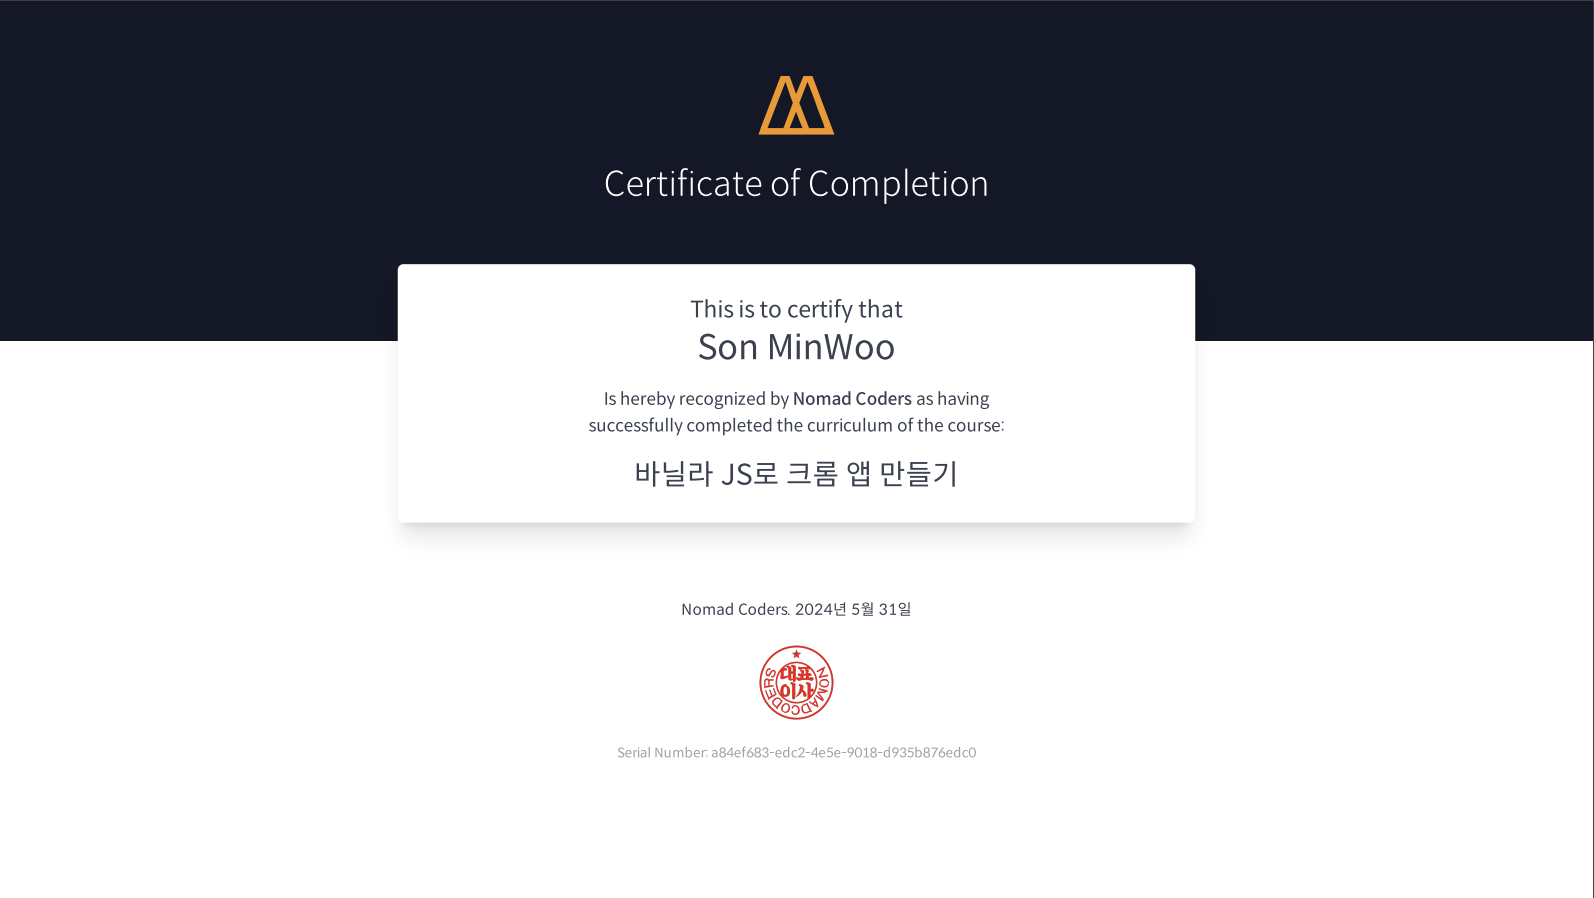 Certificate of Completion
This is to certify that
Son MinWoo
Is hereby recognized by Nomad Coders as having
successfully completed the curriculum of the course:
바닐라 JS로 크롬 앱 만들기
Nomad Coders. 2024년 5월 31일
NOMADCODERS
대표
이사
Serial Number: a84ef683-edc2-4e5e-9018-d935b876edc0